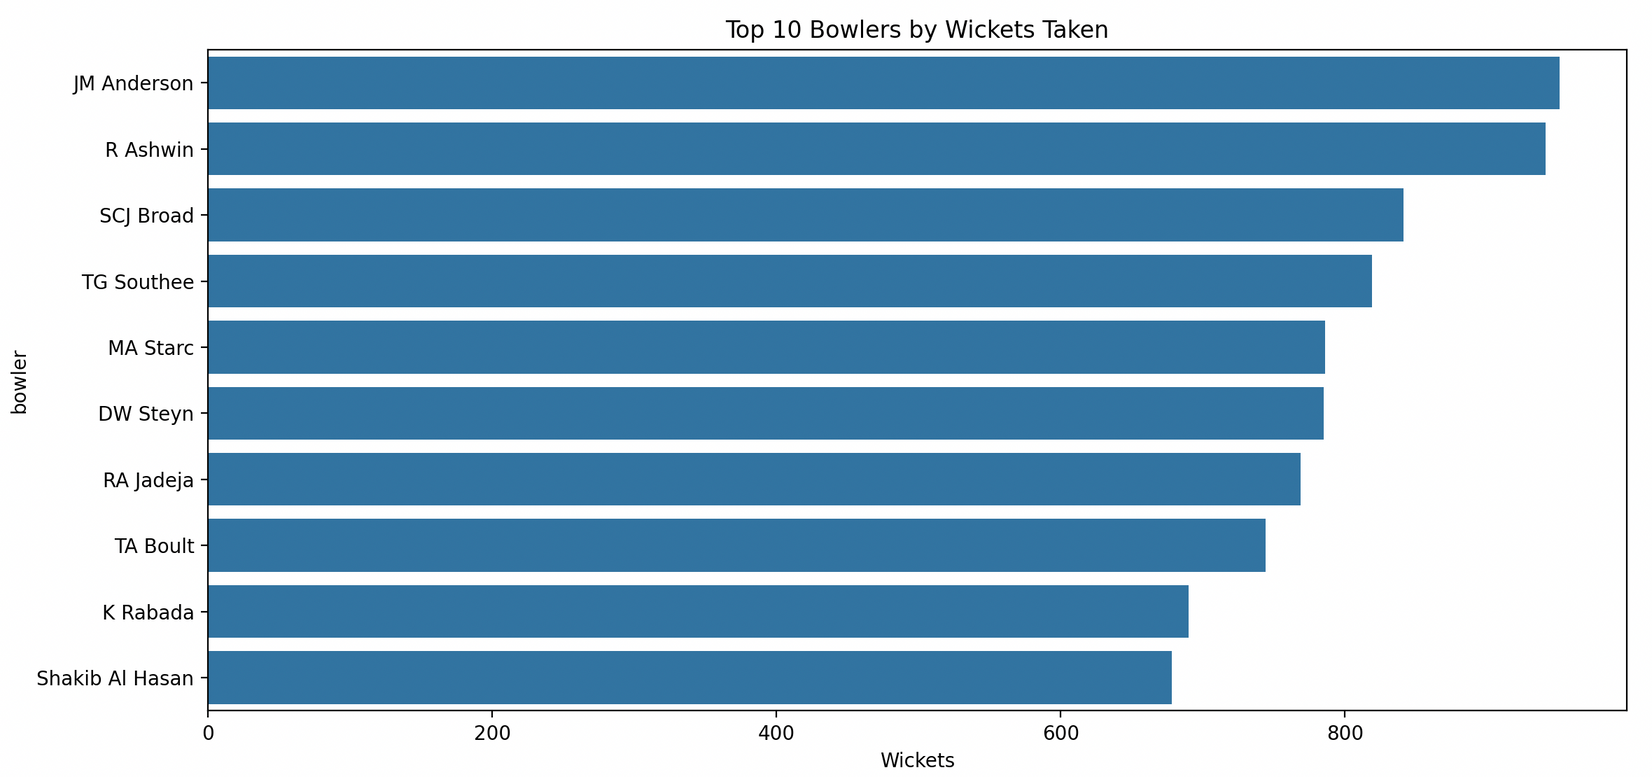 Top 10 Bowlers by Wickets Taken
JM Anderson
R Ashwin
SCJ Broad
TG Southee
MA Starc
DW Steyn
RA Jadeja
TA Boult
K Rabada
Shakib Al Hasan
bowler
0 200 400 600 800
Wickets